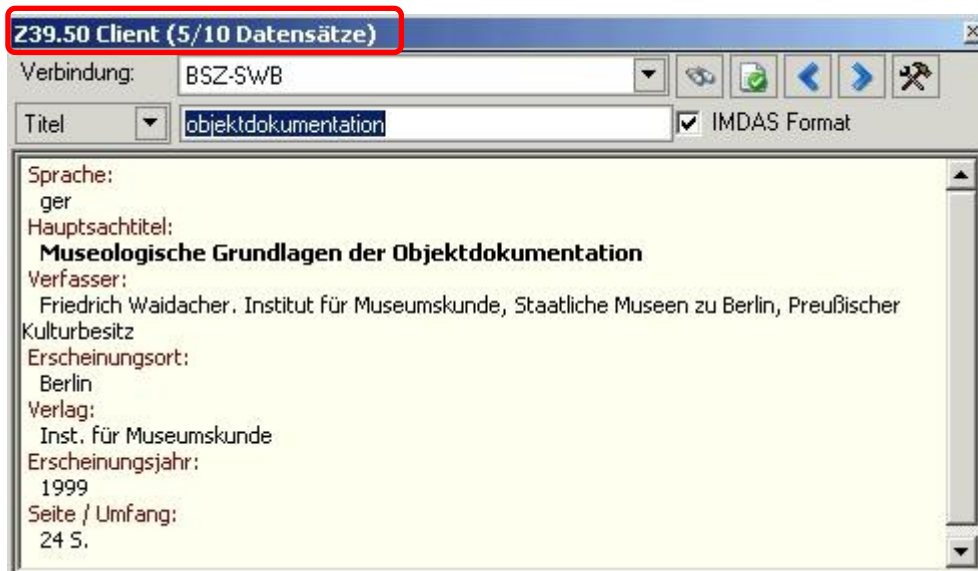 Z39.50 Client (5/10 Datensätze)
Verbindung: BSZ-SWB
Titel objektdokumentation IMDAS Format
Sprache:
ger
Hauptsachtitel:
Museologische Grundlagen der Objektdokumentation
Verfasser:
Friedrich Waidacher. Institut für Museumskunde, Staatliche Museen zu Berlin, Preußischer
Kulturbesitz
Erscheinungsort:
Berlin
Verlag:
Inst. für Museumskunde
Erscheinungsjahr:
1999
Seite / Umfang:
24 S.